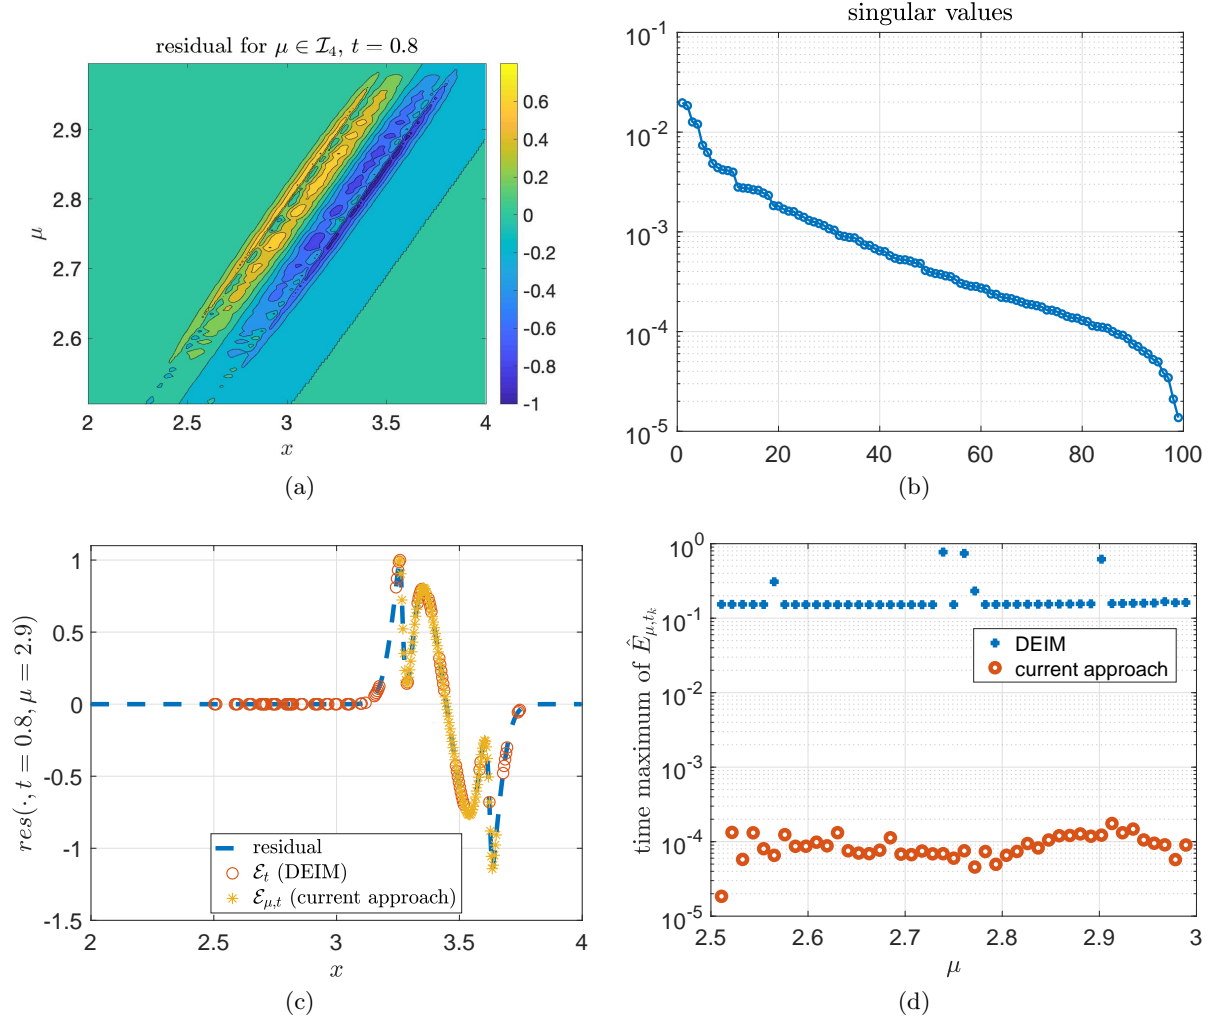 residual for μ ∈ 𝓘₄, t = 0.8
μ
2.9
2.8
2.7
2.6
2 2.5 3 3.5 4
x
0.6
0.4
0.2
0
-0.2
-0.4
-0.6
-0.8
-1
(a)
singular values
10⁻¹
10⁻²
10⁻³
10⁻⁴
10⁻⁵
0 20 40 60 80 100
(b)
res(·, t = 0.8, μ = 2.9)
1
0.5
0
-0.5
-1
-1.5
residual
𝓔ₜ (DEIM)
𝓔_{μ,t} (current approach)
2 2.5 3 3.5 4
x
(c)
time maximum of Ê_{μ,t_k}
10⁰
10⁻¹
10⁻²
10⁻³
10⁻⁴
10⁻⁵
DEIM
current approach
2.5 2.6 2.7 2.8 2.9 3
μ
(d)